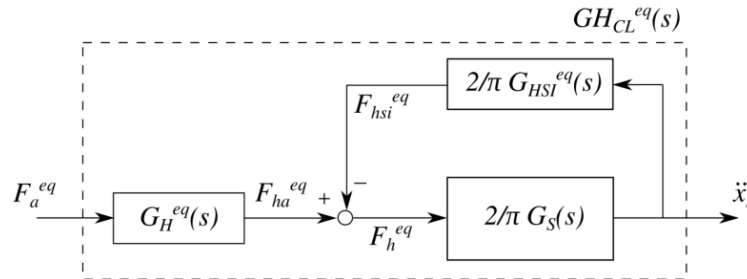 GH_CL^eq(s)
2/π G_HSI^eq(s)
F_hsi^eq
−
F_a^eq
G_H^eq(s)
F_ha^eq
+
F_h^eq
2/π G_S(s)
ẍ